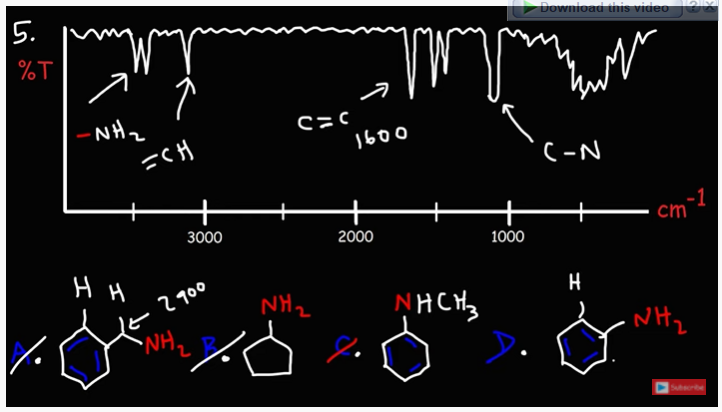 Download this video ? X
5.
%T
-NH2
=CH
C=C
1600
C-N
cm-1
3000 2000 1000
H H 2900
NH2
NH2
NHCH3
H
NH2
A. B. C. D.
Subscribe